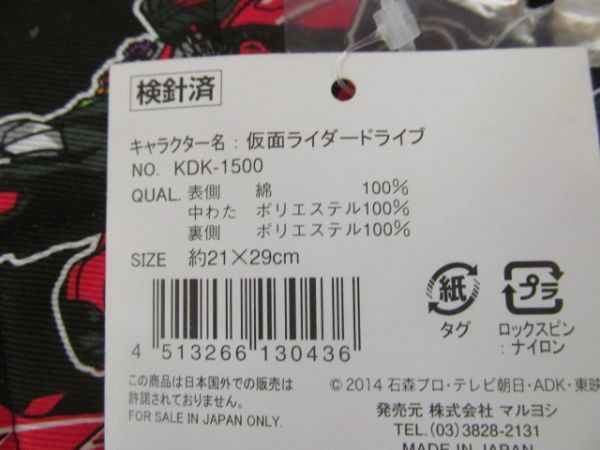 検針済
キャラクター名：仮面ライダードライブ
NO. KDK-1500
QUAL. 表側 綿 100%
中わた ポリエステル100%
裏側 ポリエステル100%
SIZE 約21×29cm
4 513266 130436
紙
タグ
プラ
ロックスピン
：ナイロン
この商品は日本国外での販売は
許諾されておりません。
FOR SALE IN JAPAN ONLY.
©2014 石森プロ・テレビ朝日・ADK・東映
発売元 株式会社 マルヨシ
TEL.(03)3828-2131
MADE IN JAPAN